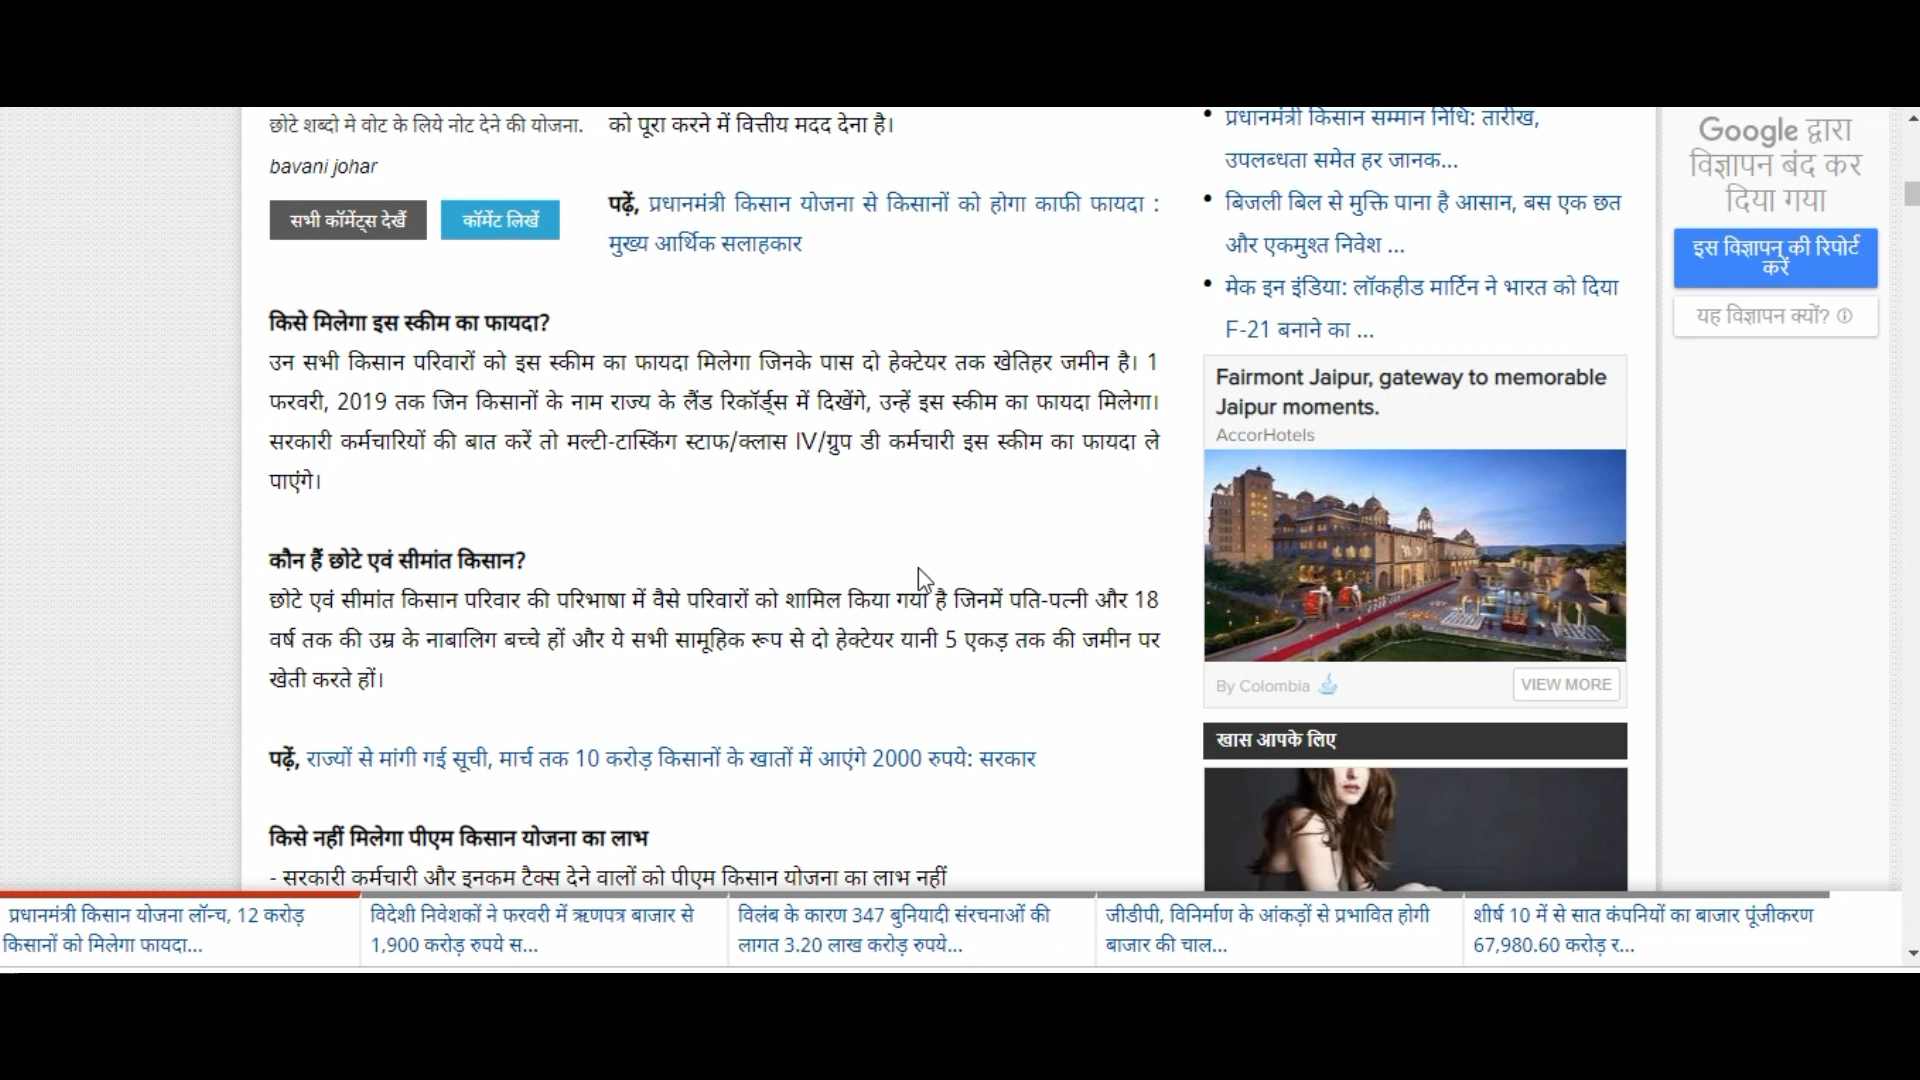 छोटे शब्दो मे वोट के लिये नोट देने की योजना.
bavani johar
सभी कॉमेंट्स देखैं
कॉमेंट लिखें
को पूरा करने में वित्तीय मदद देना है।
पढ़ें, प्रधानमंत्री किसान योजना से किसानों को होगा काफी फायदा :
मुख्य आर्थिक सलाहकार
किसे मिलेगा इस स्कीम का फायदा?
उन सभी किसान परिवारों को इस स्कीम का फायदा मिलेगा जिनके पास दो हेक्टेयर तक खेतिहर जमीन है। 1
फरवरी, 2019 तक जिन किसानों के नाम राज्य के लैंड रिकॉर्ड्स में दिखेंगे, उन्हें इस स्कीम का फायदा मिलेगा।
सरकारी कर्मचारियों की बात करें तो मल्टी-टास्किंग स्टाफ/क्लास IV/ग्रुप डी कर्मचारी इस स्कीम का फायदा ले
पाएंगे।
कौन हैं छोटे एवं सीमांत किसान?
छोटे एवं सीमांत किसान परिवार की परिभाषा में वैसे परिवारों को शामिल किया गया है जिनमें पति-पत्नी और 18
वर्ष तक की उम्र के नाबालिग बच्चे हों और ये सभी सामूहिक रूप से दो हेक्टेयर यानी 5 एकड़ तक की जमीन पर
खेती करते हों।
पढ़ें, राज्यों से मांगी गई सूची, मार्च तक 10 करोड़ किसानों के खातों में आएंगे 2000 रुपये: सरकार
किसे नहीं मिलेगा पीएम किसान योजना का लाभ
- सरकारी कर्मचारी और इनकम टैक्स देने वालों को पीएम किसान योजना का लाभ नहीं
• प्रधानमंत्री किसान सम्मान निधि: तारीख,
उपलब्धता समेत हर जानक...
• बिजली बिल से मुक्ति पाना है आसान, बस एक छत
और एकमुश्त निवेश ...
• मेक इन इंडिया: लॉकहीड मार्टिन ने भारत को दिया
F-21 बनाने का ...
Fairmont Jaipur, gateway to memorable
Jaipur moments.
AccorHotels
By Colombia
VIEW MORE
खास आपके लिए
Google द्वारा
विज्ञापन बंद कर
दिया गया
इस विज्ञापन की रिपोर्ट
करें
यह विज्ञापन क्यों?
प्रधानमंत्री किसान योजना लॉन्च, 12 करोड़
किसानों को मिलेगा फायदा...
विदेशी निवेशकों ने फरवरी में ऋणपत्र बाजार से
1,900 करोड़ रुपये स...
विलंब के कारण 347 बुनियादी संरचनाओं की
लागत 3.20 लाख करोड़ रुपये...
जीडीपी, विनिर्माण के आंकड़ों से प्रभावित होगी
बाजार की चाल...
शीर्ष 10 में से सात कंपनियों का बाजार पूंजीकरण
67,980.60 करोड़ र...